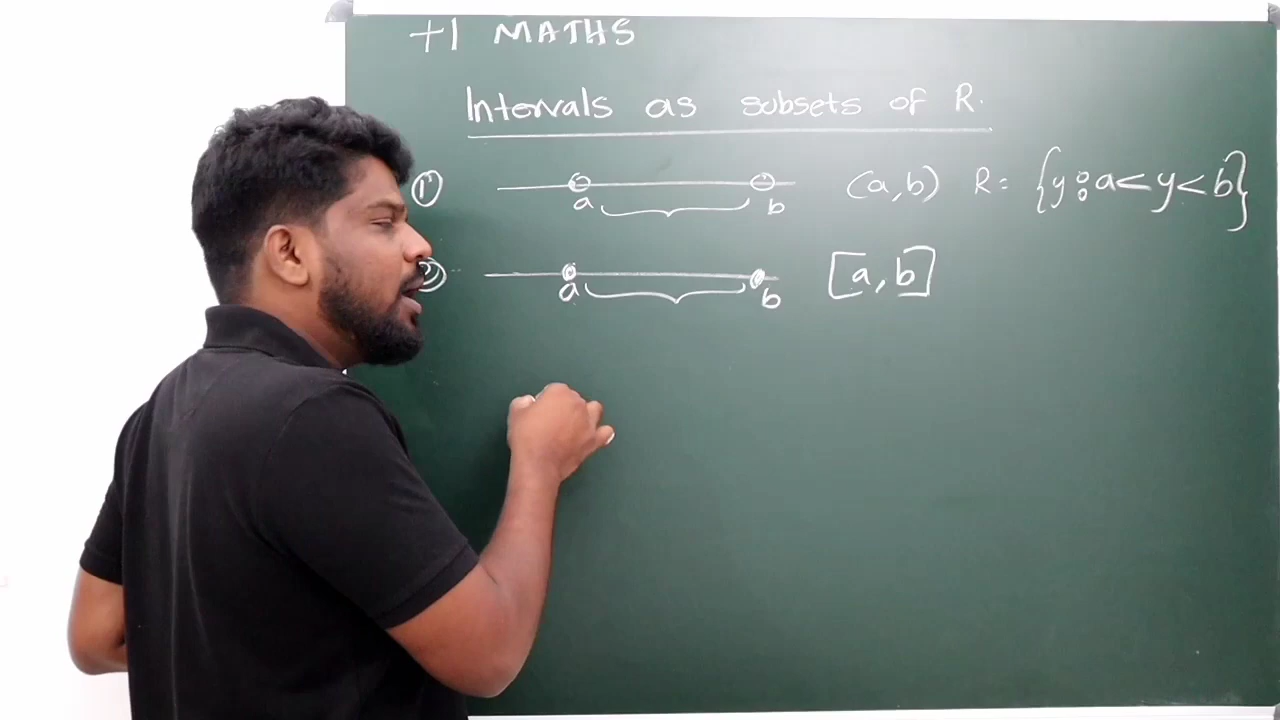 +1 MATHS
Intervals as subsets of R.
① a b (a,b) R = {y : a < y < b}
② a b [a, b]